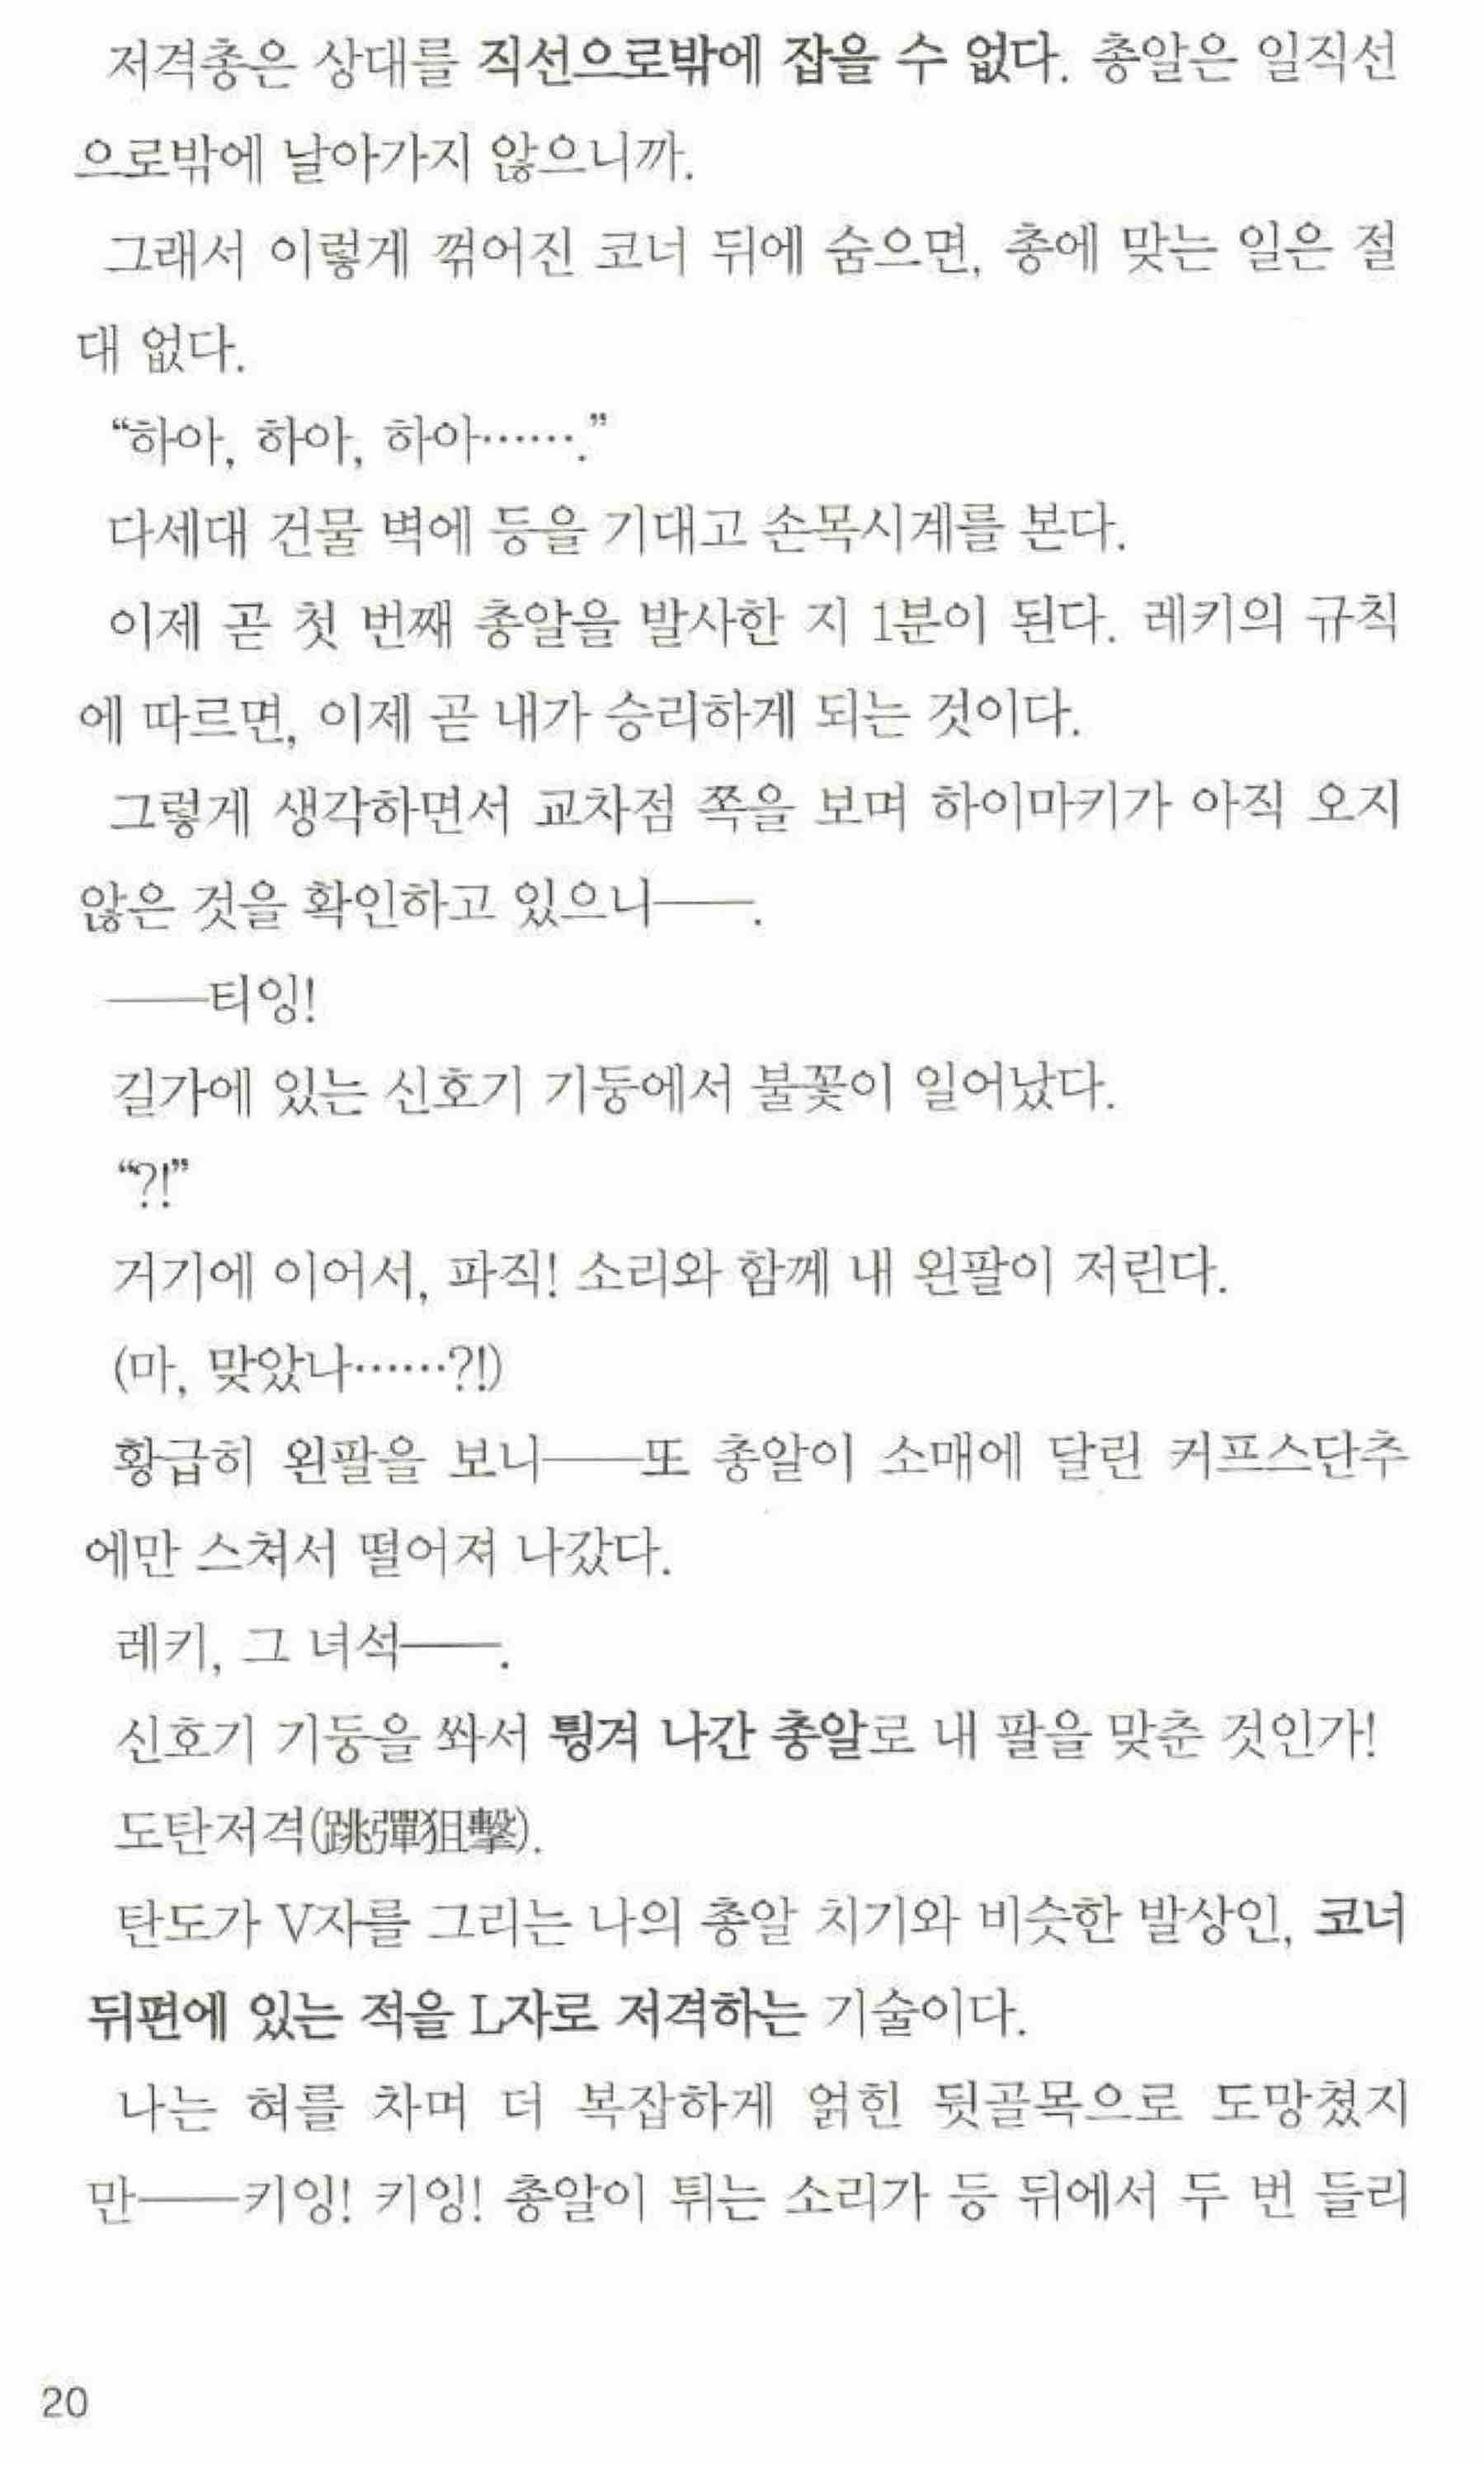 저격총은 상대를 직선으로밖에 잡을 수 없다. 총알은 일직선
으로밖에 날아가지 않으니까.
그래서 이렇게 꺾어진 코너 뒤에 숨으면, 총에 맞는 일은 절
대 없다.
“하아, 하아, 하아…….”
다세대 건물 벽에 등을 기대고 손목시계를 본다.
이제 곧 첫 번째 총알을 발사한 지 1분이 된다. 레키의 규칙
에 따르면, 이제 곧 내가 승리하게 되는 것이다.
그렇게 생각하면서 교차점 쪽을 보며 하이마키가 아직 오지
않은 것을 확인하고 있으니──.
──티잉!
길가에 있는 신호기 기둥에서 불꽃이 일어났다.
“?!”
거기에 이어서, 파직! 소리와 함께 내 왼팔이 저린다.
(마, 맞았나……?!)
황급히 왼팔을 보니──또 총알이 소매에 달린 커프스단추
에만 스쳐서 떨어져 나갔다.
레키, 그 녀석──.
신호기 기둥을 쏴서 튕겨 나간 총알로 내 팔을 맞춘 것인가!
도탄저격(跳彈狙擊).
탄도가 V자를 그리는 나의 총알 치기와 비슷한 발상인, 코너
뒤편에 있는 적을 L자로 저격하는 기술이다.
나는 혀를 차며 더 복잡하게 얽힌 뒷골목으로 도망쳤지
만──키잉! 키잉! 총알이 튀는 소리가 등 뒤에서 두 번 들리
20